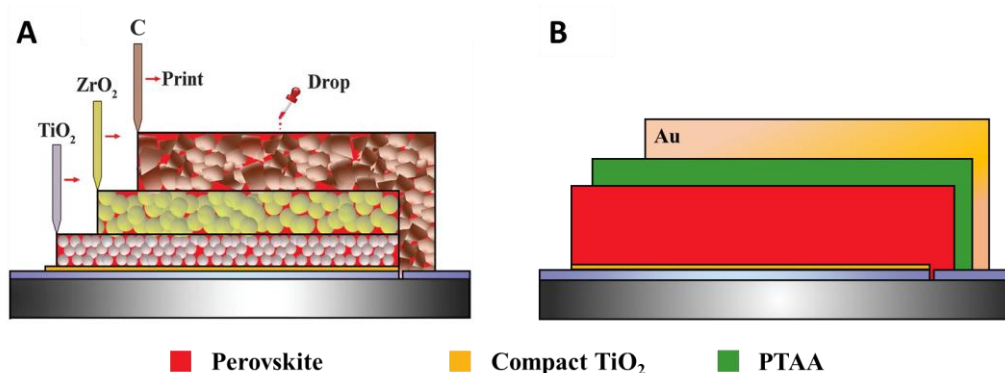 A
C
ZrO₂
Print
Drop
TiO₂
B
Au
Perovskite
Compact TiO₂
PTAA